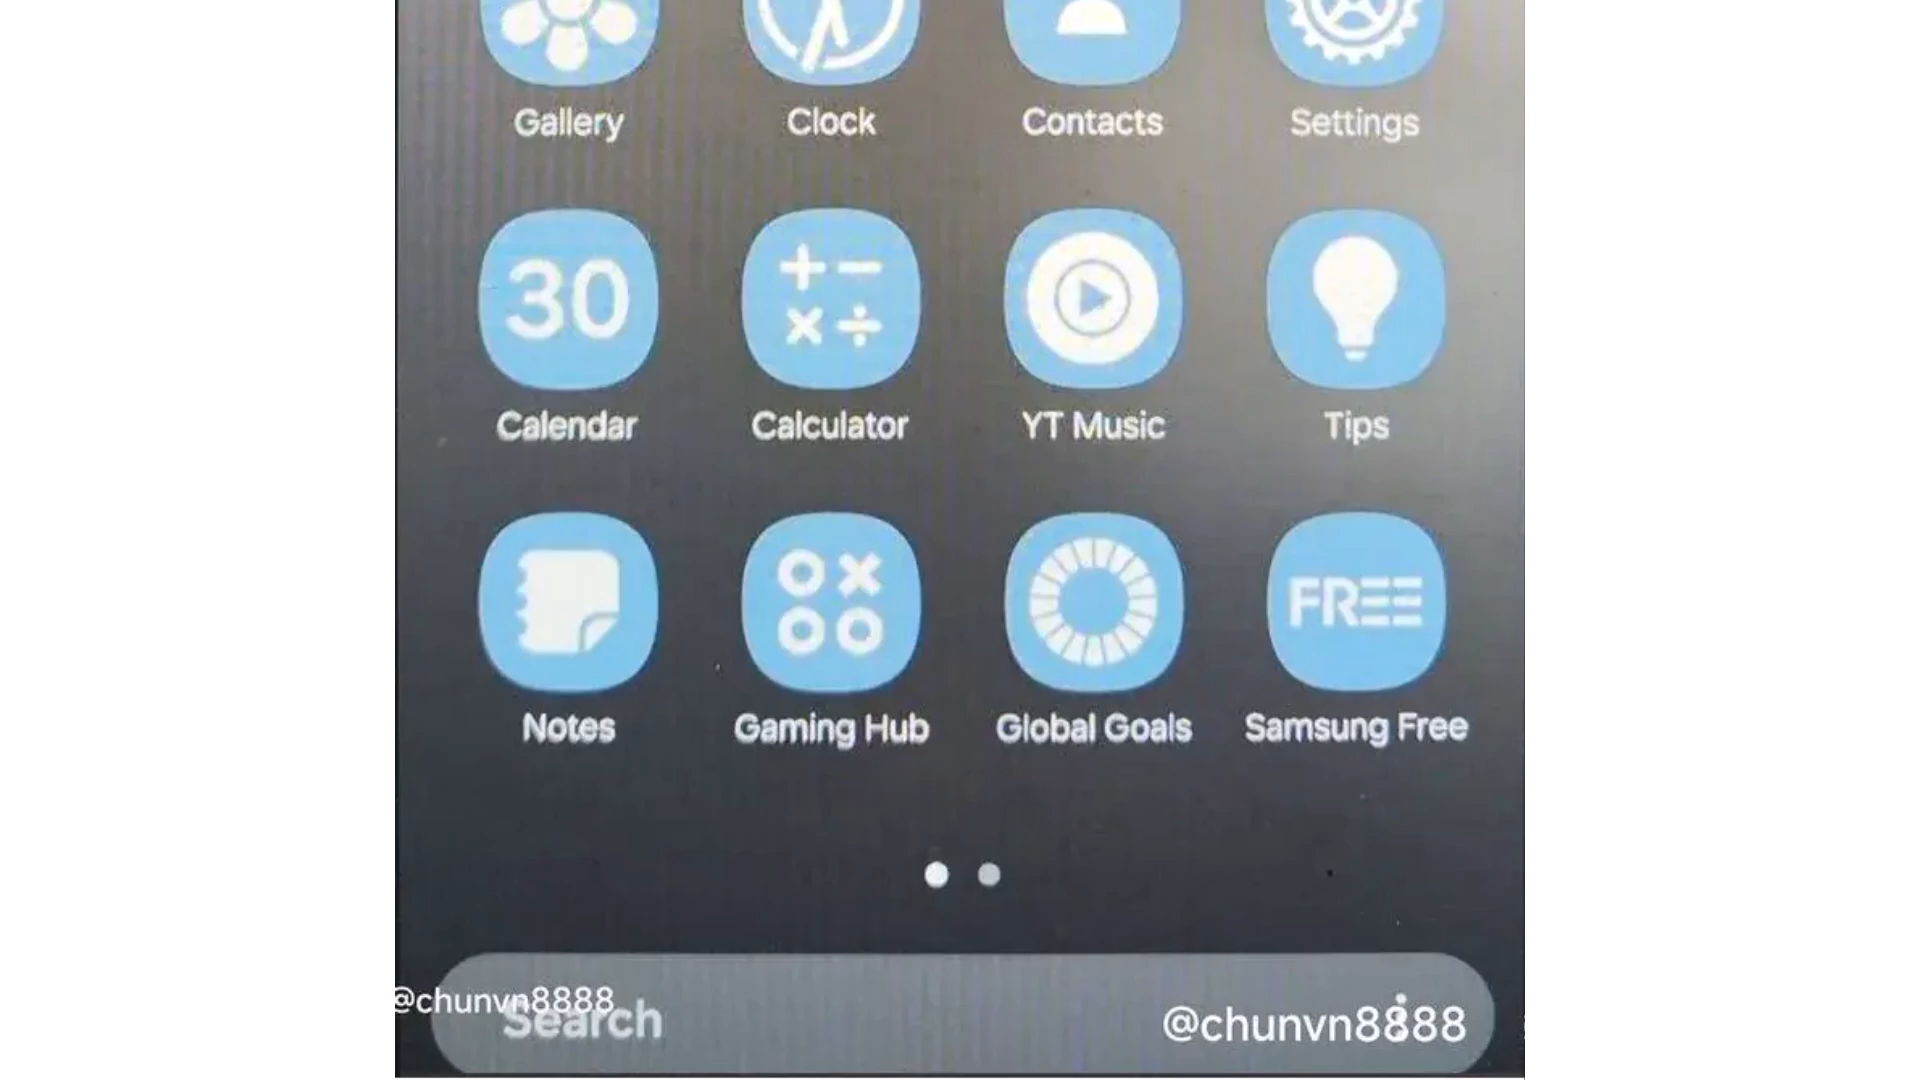 Gallery Clock Contacts Settings
30
Calendar Calculator YT Music Tips
FREE
Notes Gaming Hub Global Goals Samsung Free
@chunvn8888
Search
@chunvn8888